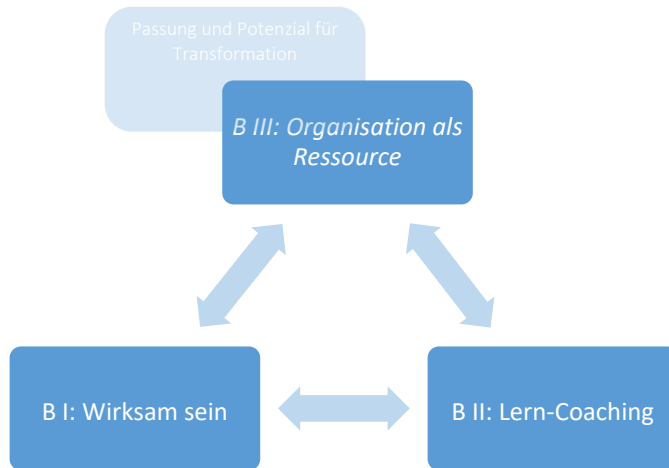 Passung und Potenzial für
Transformation
B III: Organisation als
Ressource
B I: Wirksam sein
B II: Lern-Coaching